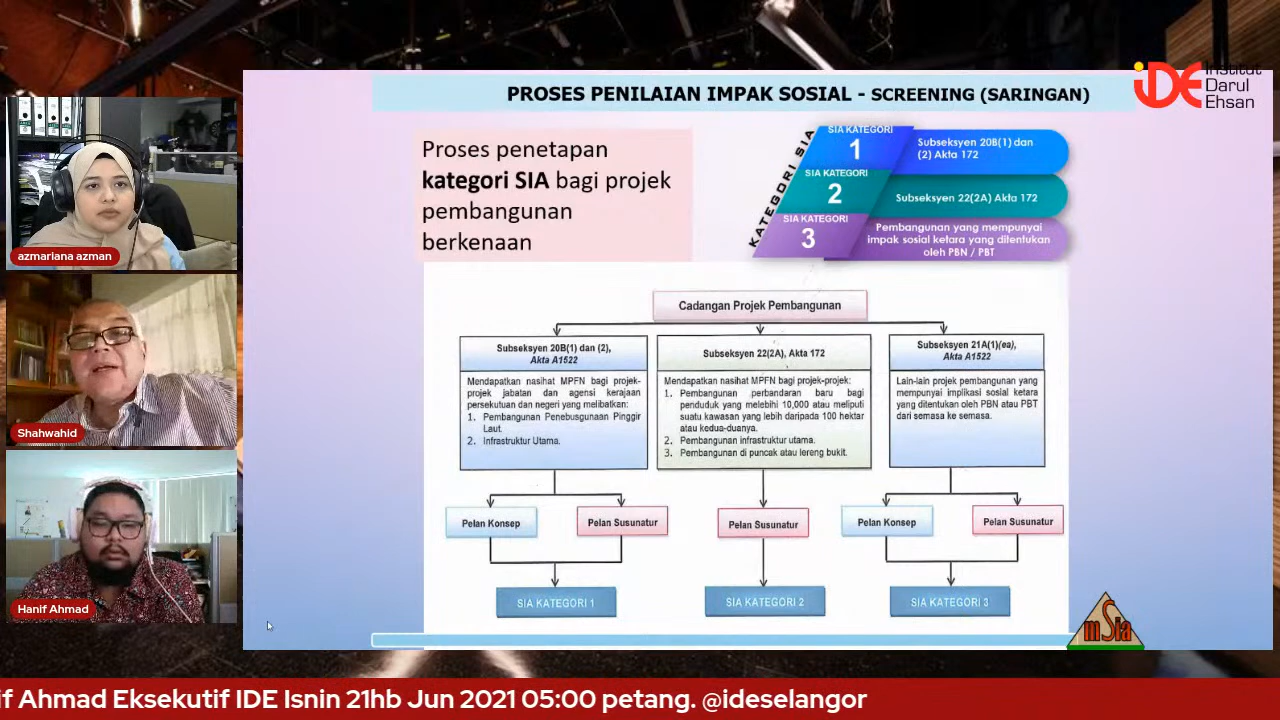 PROSES PENILAIAN IMPAK SOSIAL - SCREENING (SARINGAN)
iDE
Institut
Darul
Ehsan
Proses penetapan
kategori SIA bagi projek
pembangunan
berkenaan
KATEGORI SIA
SIA KATEGORI
1
Subseksyen 20B(1) dan
(2) Akta 172
SIA KATEGORI
2
Subseksyen 22(2A) Akta 172
SIA KATEGORI
3
Pembangunan yang mempunyai
impak sosial ketara yang ditentukan
oleh PBN / PBT
azmariana azman
Shahwahid
Hanif Ahmad
Cadangan Projek Pembangunan
Subseksyen 20B(1) dan (2),
Akta A1522
Mendapatkan nasihat MPFN bagi projek-
projek jabatan dan agensi kerajaan
persekutuan dan negeri yang melibatkan:
1. Pembangunan Penebusgunaan Pinggir
Laut.
2. Infrastruktur Utama.
Subseksyen 22(2A), Akta 172
Mendapatkan nasihat MPFN bagi projek-projek:
1. Pembangunan perbandaran baru bagi
penduduk yang melebihi 10,000 atau meliputi
suatu kawasan yang lebih daripada 100 hektar
atau kedua-duanya.
2. Pembangunan infrastruktur utama.
3. Pembangunan di puncak atau lereng bukit.
Subseksyen 21A(1)(ea),
Akta A1522
Lain-lain projek pembangunan yang
mempunyai implikasi sosial ketara
yang ditentukan oleh PBN atau PBT
dari semasa ke semasa.
Pelan Konsep
Pelan Susunatur
Pelan Susunatur
Pelan Konsep
Pelan Susunatur
SIA KATEGORI 1
SIA KATEGORI 2
SIA KATEGORI 3
mSia
if Ahmad Eksekutif IDE Isnin 21hb Jun 2021 05:00 petang. @ideselangor